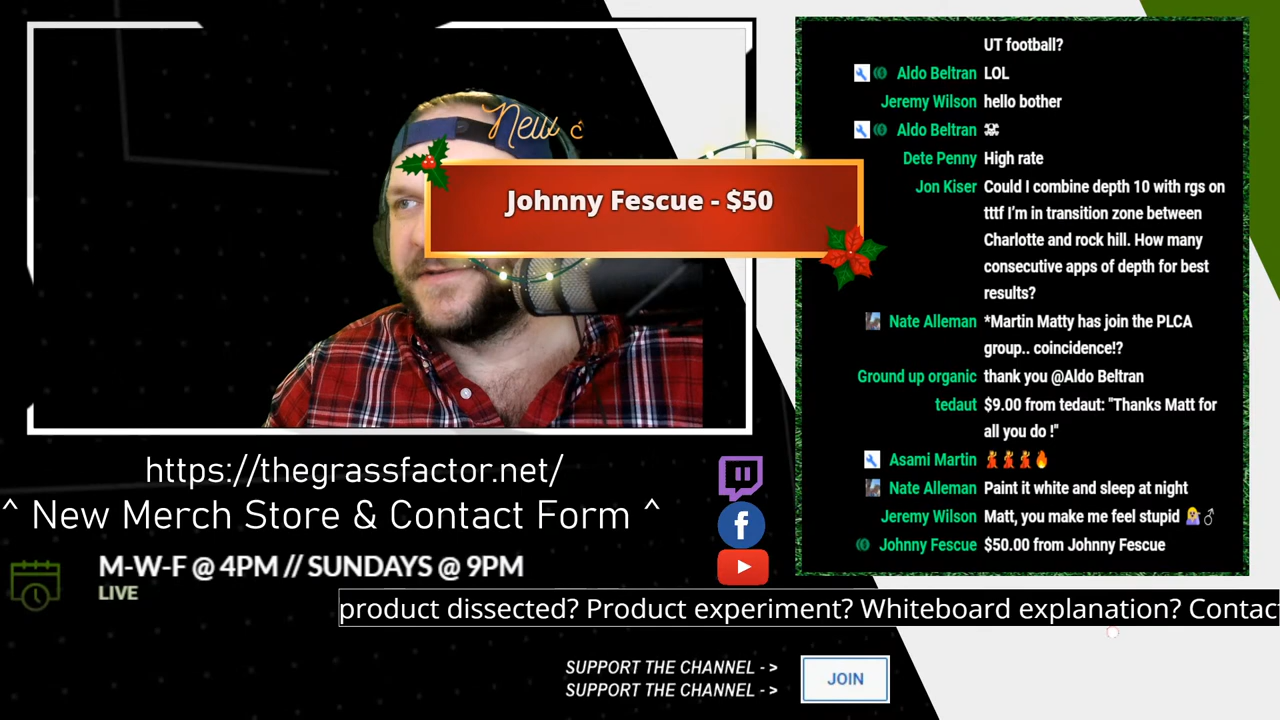 New c
Johnny Fescue - $50
UT football?
Aldo Beltran LOL
Jeremy Wilson hello bother
Aldo Beltran ☠
Dete Penny High rate
Jon Kiser Could I combine depth 10 with rgs on
tttf I'm in transition zone between
Charlotte and rock hill. How many
consecutive apps of depth for best
results?
Nate Alleman *Martin Matty has join the PLCA
group.. coincidence!?
Ground up organic thank you @Aldo Beltran
tedaut $9.00 from tedaut: "Thanks Matt for
all you do !"
Asami Martin 💃💃💃🔥
Nate Alleman Paint it white and sleep at night
Jeremy Wilson Matt, you make me feel stupid 🤷♂
Johnny Fescue $50.00 from Johnny Fescue
https://thegrassfactor.net/
^ New Merch Store & Contact Form ^
M-W-F @ 4PM // SUNDAYS @ 9PM
LIVE
product dissected? Product experiment? Whiteboard explanation? Contac
SUPPORT THE CHANNEL - >
SUPPORT THE CHANNEL - >
JOIN